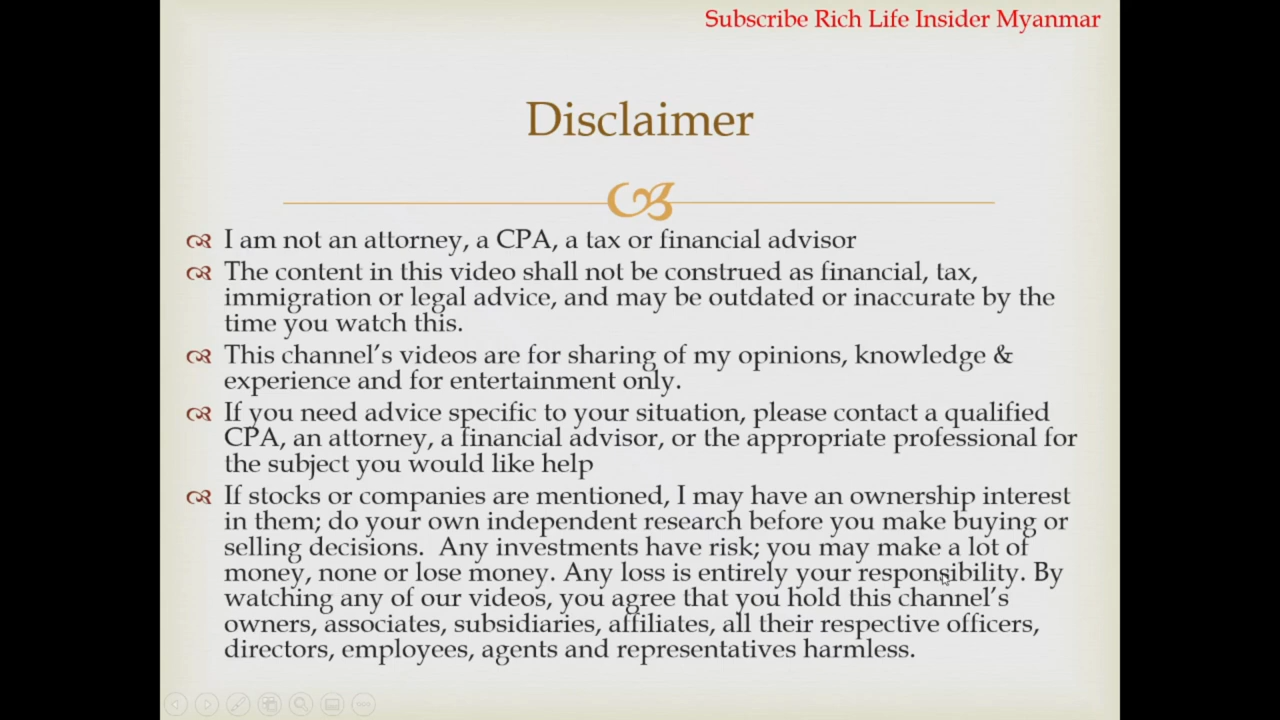 Subscribe Rich Life Insider Myanmar
Disclaimer
I am not an attorney, a CPA, a tax or financial advisor
The content in this video shall not be construed as financial, tax,
immigration or legal advice, and may be outdated or inaccurate by the
time you watch this.
This channel’s videos are for sharing of my opinions, knowledge &
experience and for entertainment only.
If you need advice specific to your situation, please contact a qualified
CPA, an attorney, a financial advisor, or the appropriate professional for
the subject you would like help
If stocks or companies are mentioned, I may have an ownership interest
in them; do your own independent research before you make buying or
selling decisions.  Any investments have risk; you may make a lot of
money, none or lose money. Any loss is entirely your responsibility. By
watching any of our videos, you agree that you hold this channel’s
owners, associates, subsidiaries, affiliates, all their respective officers,
directors, employees, agents and representatives harmless.